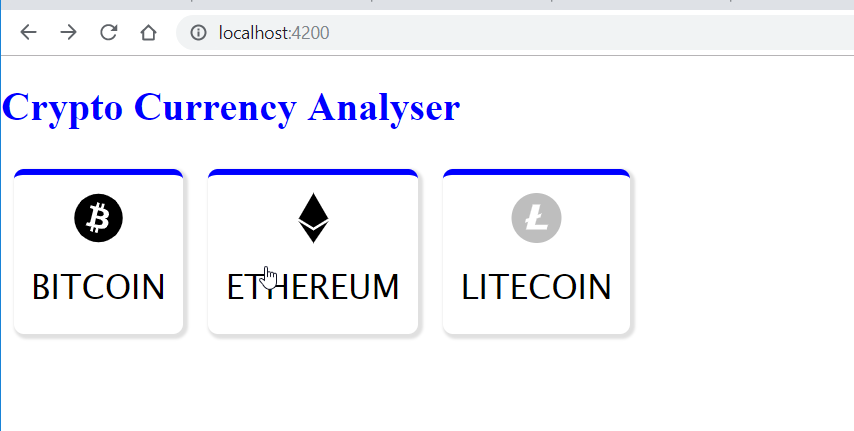 localhost:4200
Crypto Currency Analyser
BITCOIN
ETHEREUM
LITECOIN